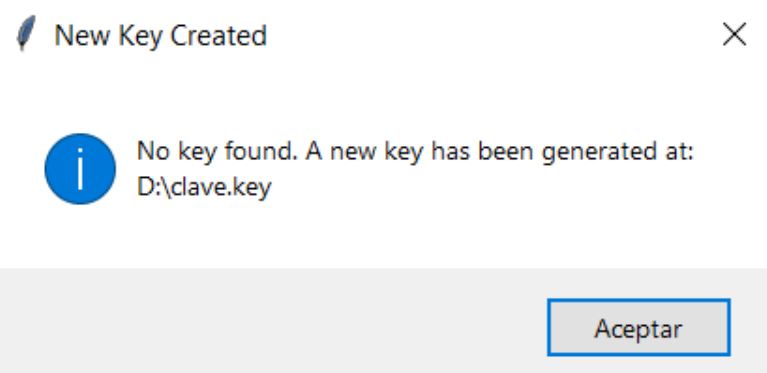 New Key Created
No key found. A new key has been generated at:
D:\clave.key
Aceptar